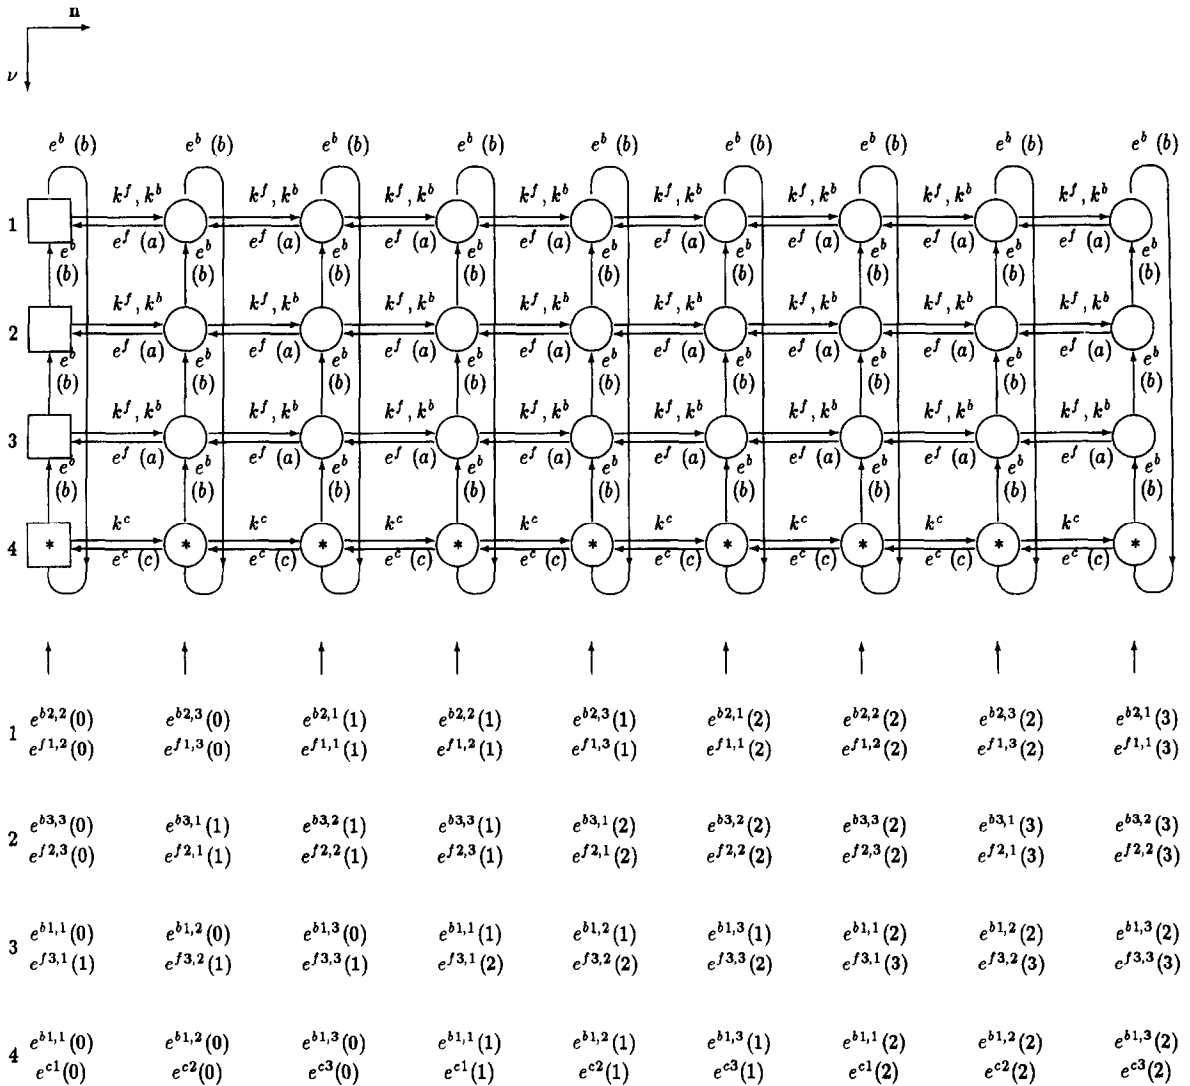 n
ν
e^b (b) e^b (b) e^b (b) e^b (b) e^b (b) e^b (b) e^b (b) e^b (b) e^b (b)
k^f, k^b k^f, k^b k^f, k^b k^f, k^b k^f, k^b k^f, k^b k^f, k^b k^f, k^b
1
e^f (a) e^f (a) e^f (a) e^f (a) e^f (a) e^f (a) e^f (a) e^f (a)
e^b e^b e^b e^b e^b e^b e^b e^b e^b
(b) (b) (b) (b) (b) (b) (b) (b) (b)
k^f, k^b k^f, k^b k^f, k^b k^f, k^b k^f, k^b k^f, k^b k^f, k^b k^f, k^b
2
e^f (a) e^f (a) e^f (a) e^f (a) e^f (a) e^f (a) e^f (a) e^f (a)
e^b e^b e^b e^b e^b e^b e^b e^b e^b
(b) (b) (b) (b) (b) (b) (b) (b) (b)
k^f, k^b k^f, k^b k^f, k^b k^f, k^b k^f, k^b k^f, k^b k^f, k^b k^f, k^b
3
e^f (a) e^f (a) e^f (a) e^f (a) e^f (a) e^f (a) e^f (a) e^f (a)
e^b e^b e^b e^b e^b e^b e^b e^b e^b
(b) (b) (b) (b) (b) (b) (b) (b) (b)
k^c k^c k^c k^c k^c k^c k^c k^c
4 * * * * * * * * *
e^c (c) e^c (c) e^c (c) e^c (c) e^c (c) e^c (c) e^c (c) e^c (c)
e^{b2,2}(0) e^{b2,3}(0) e^{b2,1}(1) e^{b2,2}(1) e^{b2,3}(1) e^{b2,1}(2) e^{b2,2}(2) e^{b2,3}(2) e^{b2,1}(3)
1
e^{f1,2}(0) e^{f1,3}(0) e^{f1,1}(1) e^{f1,2}(1) e^{f1,3}(1) e^{f1,1}(2) e^{f1,2}(2) e^{f1,3}(2) e^{f1,1}(3)
e^{b3,3}(0) e^{b3,1}(1) e^{b3,2}(1) e^{b3,3}(1) e^{b3,1}(2) e^{b3,2}(2) e^{b3,3}(2) e^{b3,1}(3) e^{b3,2}(3)
2
e^{f2,3}(0) e^{f2,1}(1) e^{f2,2}(1) e^{f2,3}(1) e^{f2,1}(2) e^{f2,2}(2) e^{f2,3}(2) e^{f2,1}(3) e^{f2,2}(3)
e^{b1,1}(0) e^{b1,2}(0) e^{b1,3}(0) e^{b1,1}(1) e^{b1,2}(1) e^{b1,3}(1) e^{b1,1}(2) e^{b1,2}(2) e^{b1,3}(2)
3
e^{f3,1}(1) e^{f3,2}(1) e^{f3,3}(1) e^{f3,1}(2) e^{f3,2}(2) e^{f3,3}(2) e^{f3,1}(3) e^{f3,2}(3) e^{f3,3}(3)
e^{b1,1}(0) e^{b1,2}(0) e^{b1,3}(0) e^{b1,1}(1) e^{b1,2}(1) e^{b1,3}(1) e^{b1,1}(2) e^{b1,2}(2) e^{b1,3}(2)
4
e^{c1}(0) e^{c2}(0) e^{c3}(0) e^{c1}(1) e^{c2}(1) e^{c3}(1) e^{c1}(2) e^{c2}(2) e^{c3}(2)